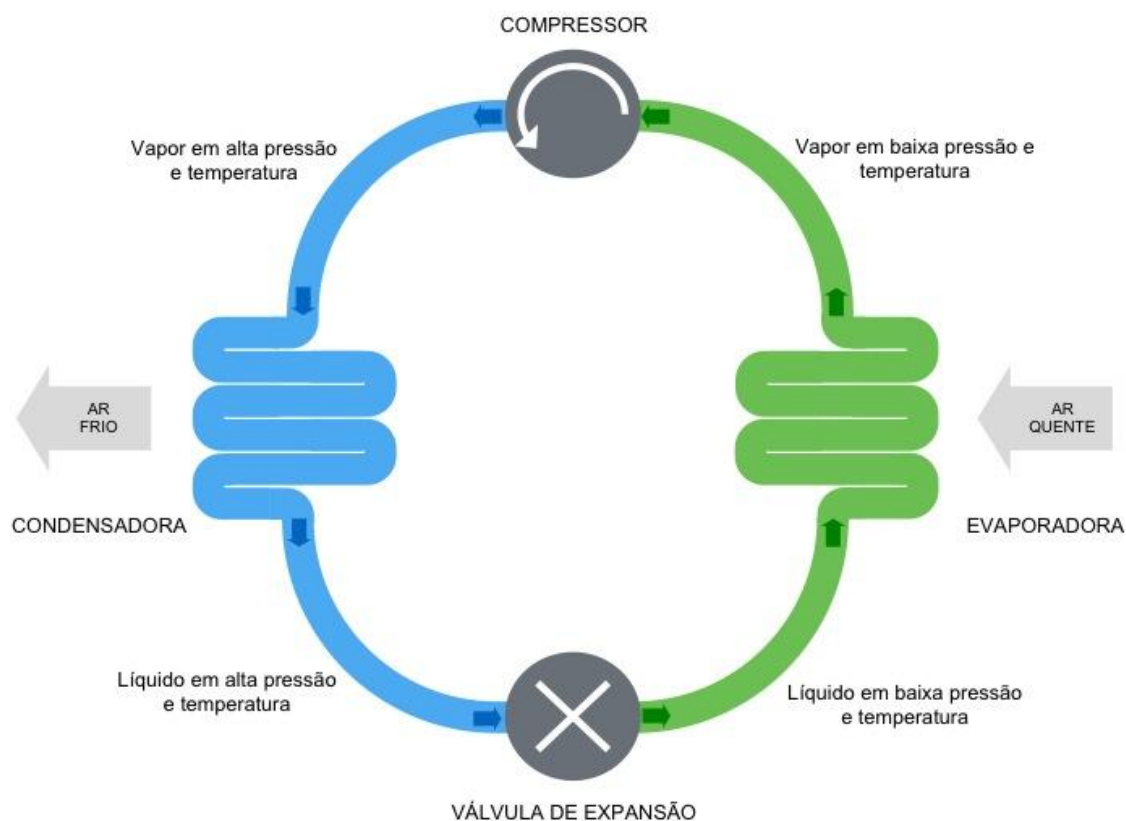 COMPRESSOR
Vapor em alta pressão
e temperatura
Vapor em baixa pressão e
temperatura
AR
FRIO
AR
QUENTE
CONDENSADORA
EVAPORADORA
Líquido em alta pressão
e temperatura
Líquido em baixa pressão
e temperatura
VÁLVULA DE EXPANSÃO